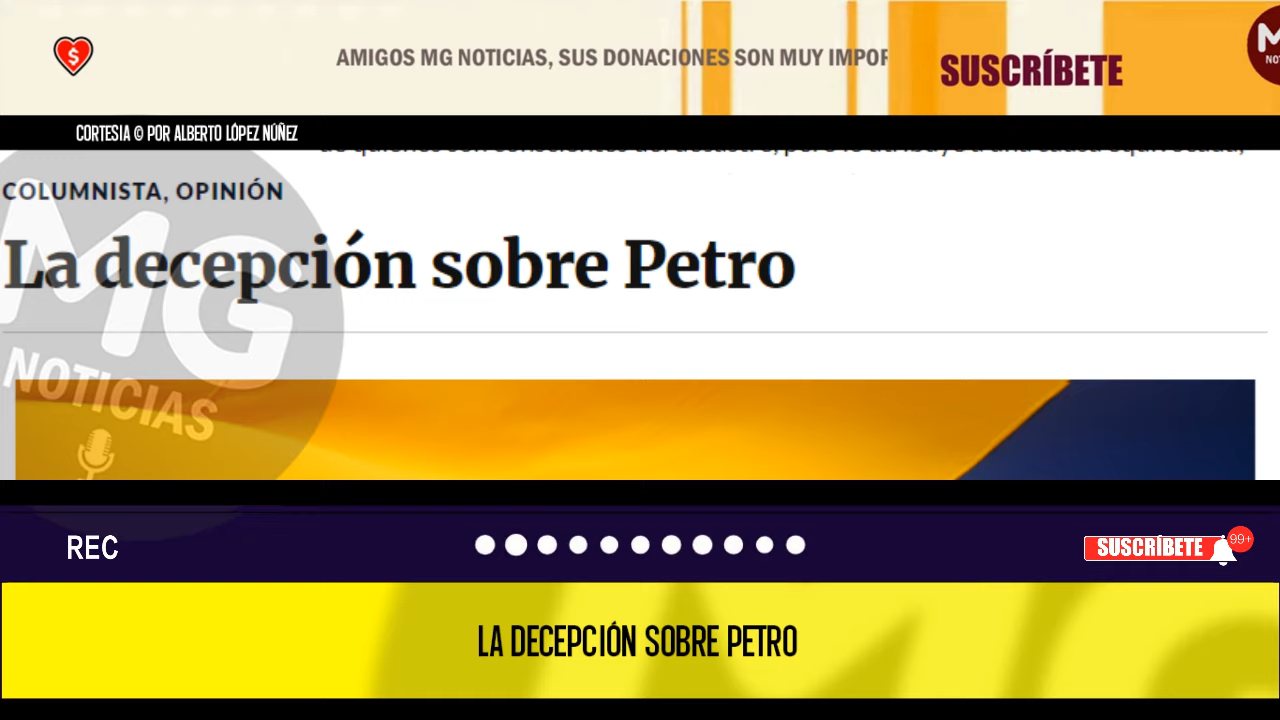 $
AMIGOS MG NOTICIAS, SUS DONACIONES SON MUY IMPOR
SUSCRÍBETE
CORTESIA © POR ALBERTO LÓPEZ NÚÑEZ
COLUMNISTA, OPINIÓN
La decepción sobre Petro
MG
NOTICIAS
REC
SUSCRÍBETE
99+
LA DECEPCIÓN SOBRE PETRO